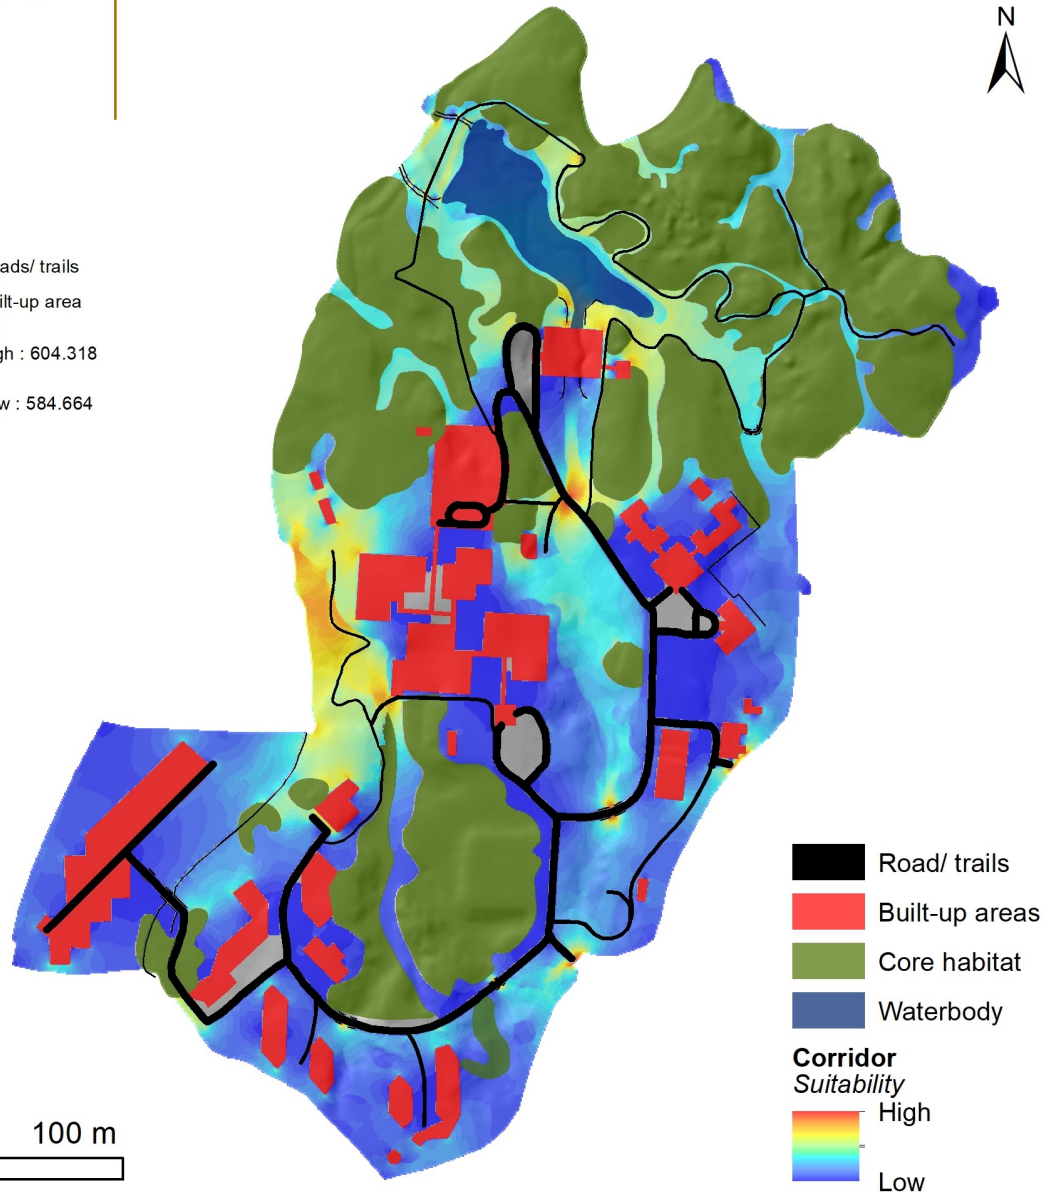 N
ads/ trails
ilt-up area
gh : 604.318
w : 584.664
Road/ trails
Built-up areas
Core habitat
Waterbody
Corridor
Suitability
High
Low
100 m